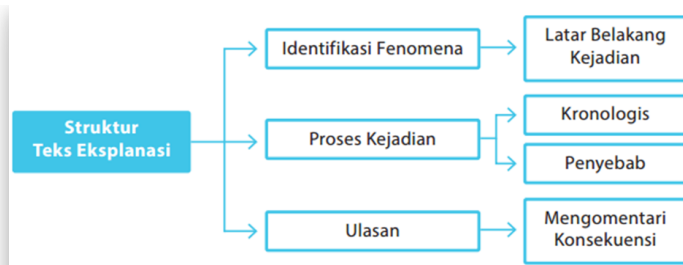 Struktur
Teks Eksplanasi
Identifikasi Fenomena
Latar Belakang
Kejadian
Proses Kejadian
Kronologis
Penyebab
Ulasan
Mengomentari
Konsekuensi